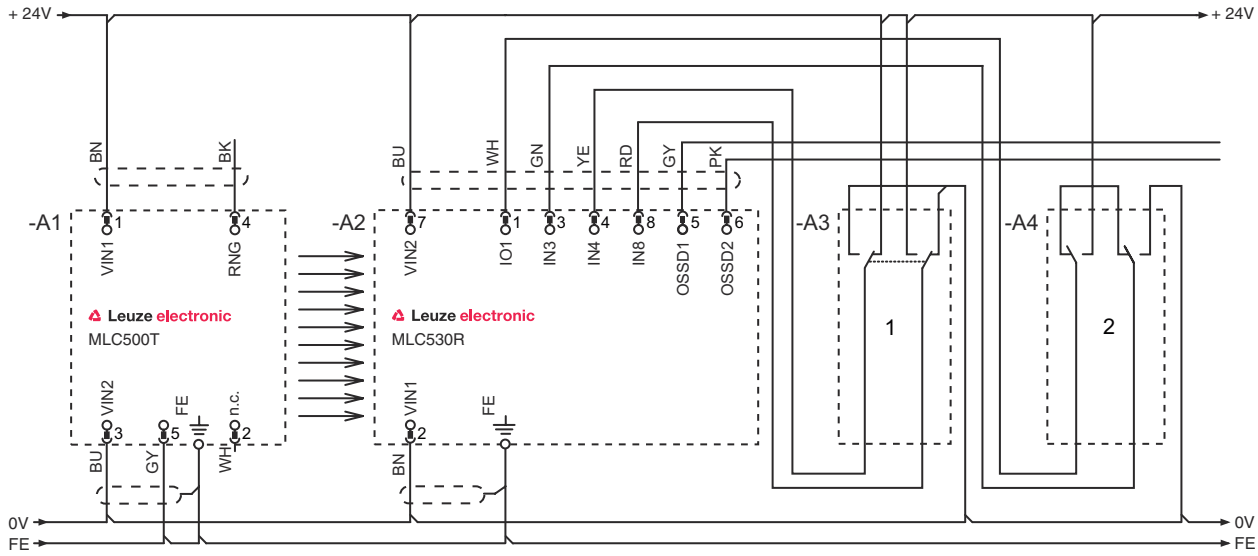 + 24V
+ 24V
BN
BK
BU
WH
GN
YE
RD
GY
PK
-A1
1
4
-A2
7
1
3
4
8
5
6
-A3
-A4
VIN1
RNG
VIN2
IO1
IN3
IN4
IN8
OSSD1
OSSD2
Leuze electronic
MLC500T
Leuze electronic
MLC530R
1
2
VIN2
FE
n.c.
VIN1
FE
3
5
2
2
BU
GY
WH
BN
0V
0V
FE
FE